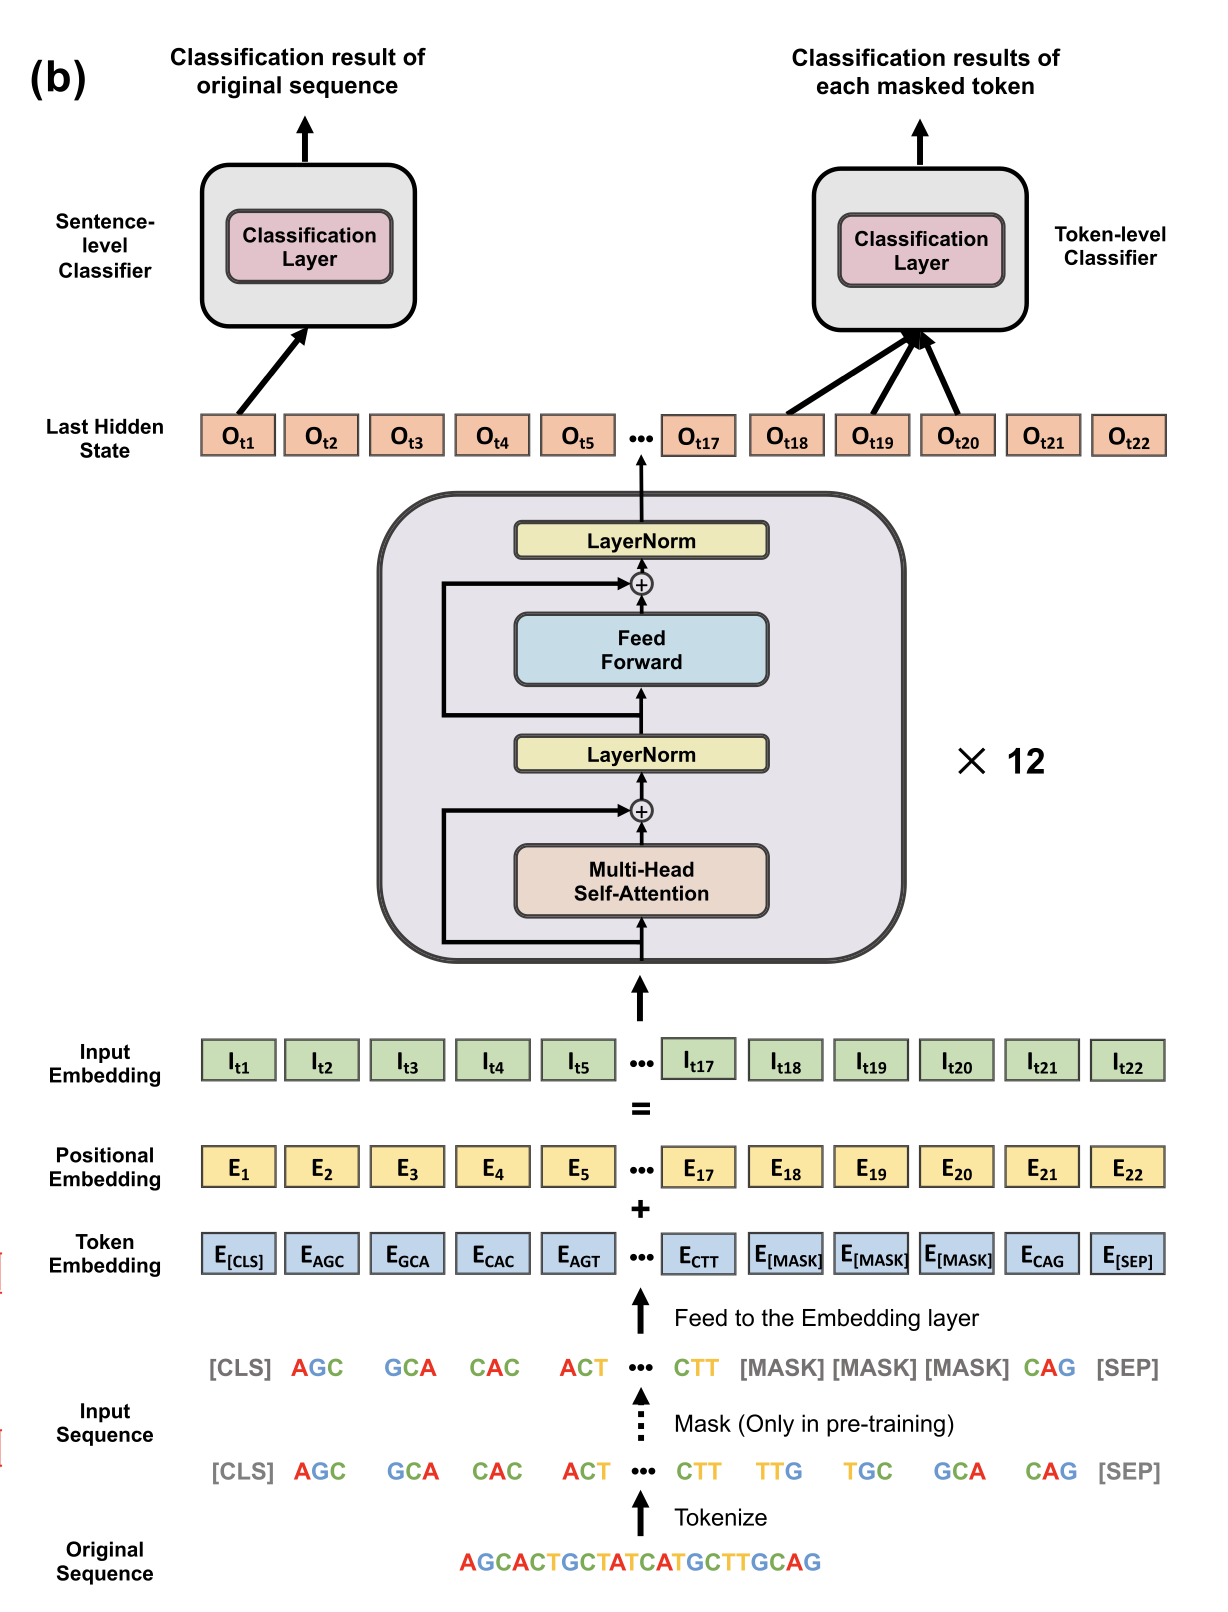 (b)
Classification result of
original sequence
Classification results of
each masked token
Sentence-
level
Classifier
Classification
Layer
Classification
Layer
Token-level
Classifier
Last Hidden
State
Ot1 Ot2 Ot3 Ot4 Ot5 ••• Ot17 Ot18 Ot19 Ot20 Ot21 Ot22
LayerNorm
+
Feed
Forward
LayerNorm
× 12
+
Multi-Head
Self-Attention
Input
Embedding
It1 It2 It3 It4 It5 ••• It17 It18 It19 It20 It21 It22
=
Positional
Embedding
E1 E2 E3 E4 E5 ••• E17 E18 E19 E20 E21 E22
+
Token
Embedding
E[CLS] EAGC EGCA ECAC EAGT ••• ECTT E[MASK] E[MASK] E[MASK] ECAG E[SEP]
Feed to the Embedding layer
[CLS] AGC GCA CAC ACT ••• CTT [MASK] [MASK] [MASK] CAG [SEP]
Input
Sequence
Mask (Only in pre-training)
[CLS] AGC GCA CAC ACT ••• CTT TTG TGC GCA CAG [SEP]
Tokenize
Original
Sequence
AGCACTGCTATCATGCTTGCAG